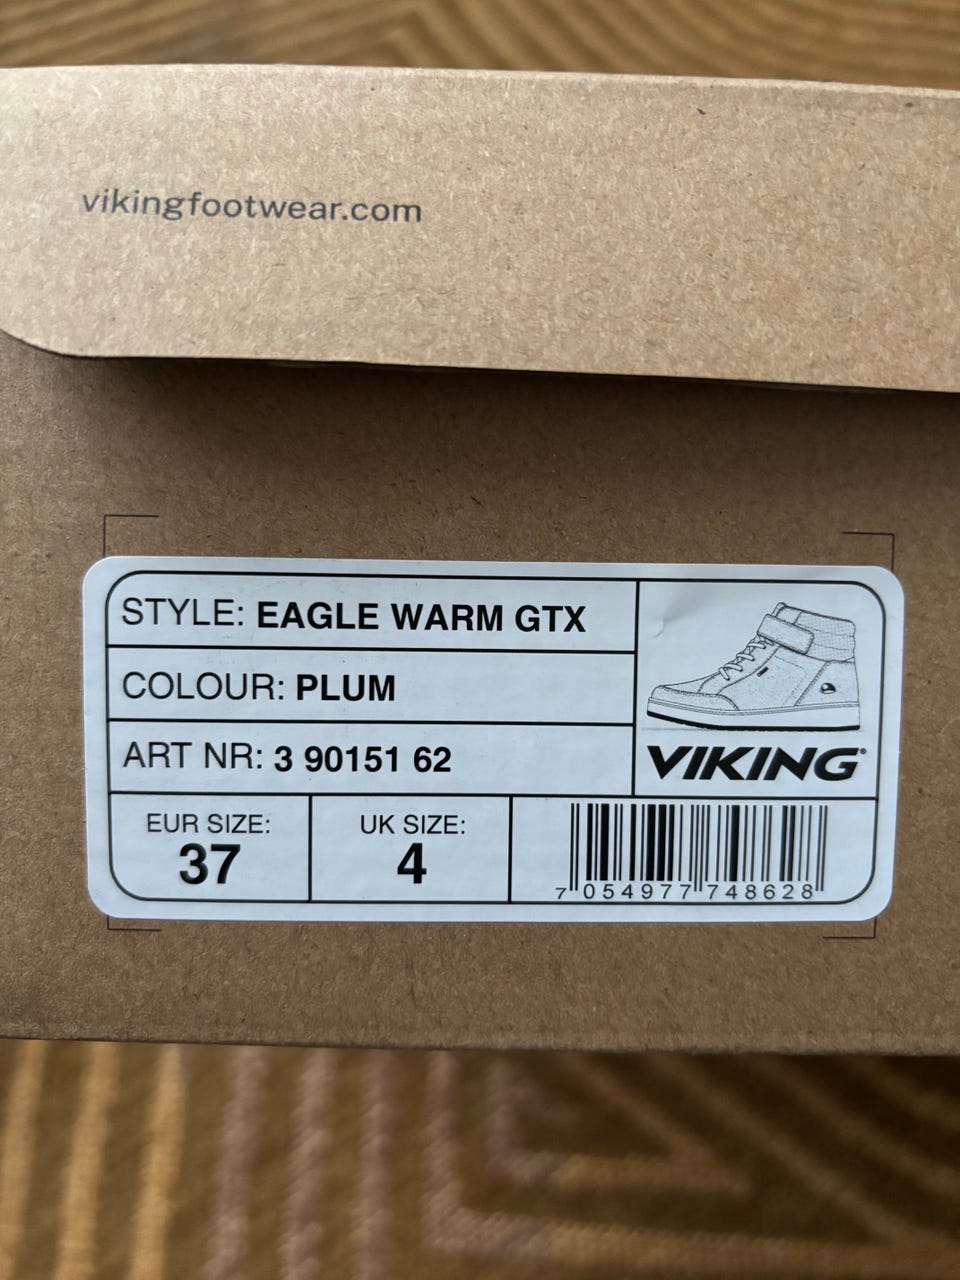 vikingfootwear.com
STYLE: EAGLE WARM GTX
COLOUR: PLUM
ART NR: 3 90151 62
VIKING®
EUR SIZE:
37
UK SIZE:
4
7 054977 748628